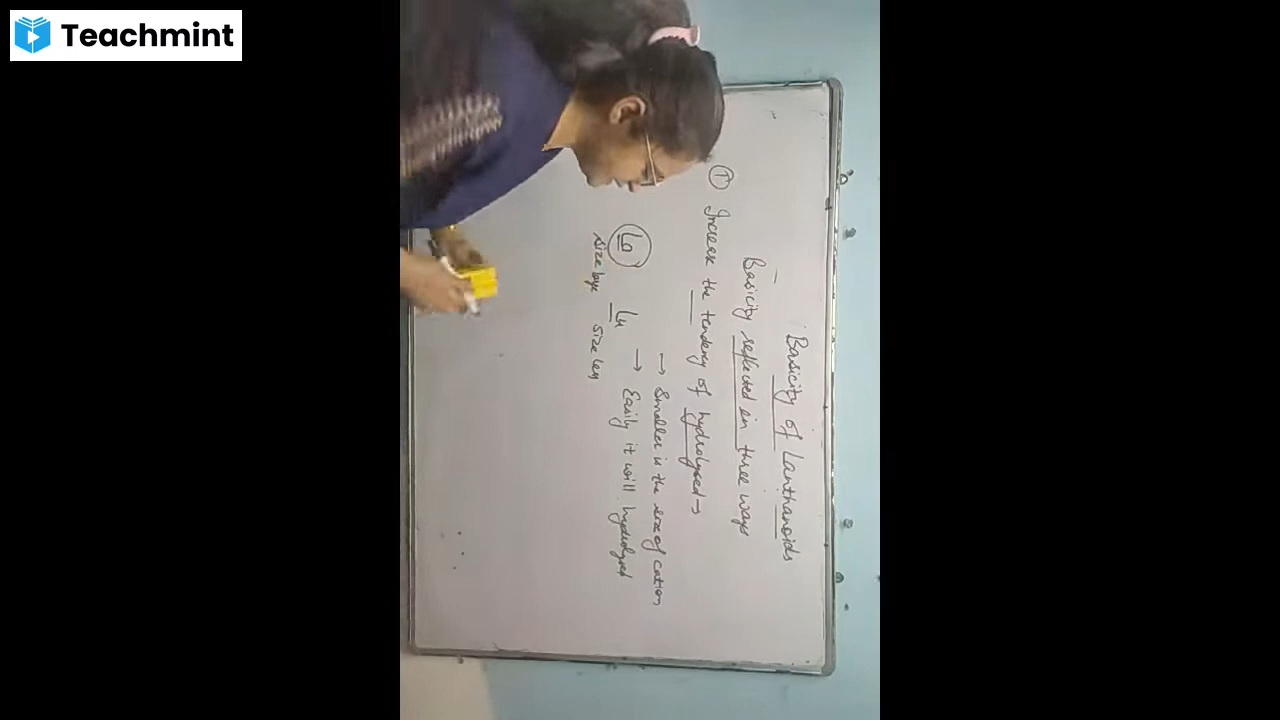 Teachmint
Basicity of Lanthanoids
Basicity reflected in three ways
① Increase the tendency of hydrolysed →
→ Smaller is the size of cation
La Lu → Easily it will hydrolysed
size large size less